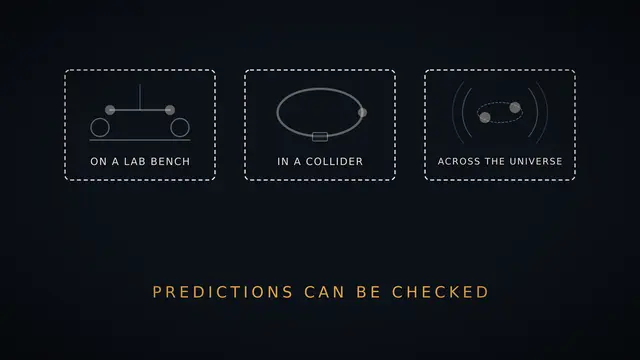 ON A LAB BENCH
IN A COLLIDER
ACROSS THE UNIVERSE
PREDICTIONS CAN BE CHECKED